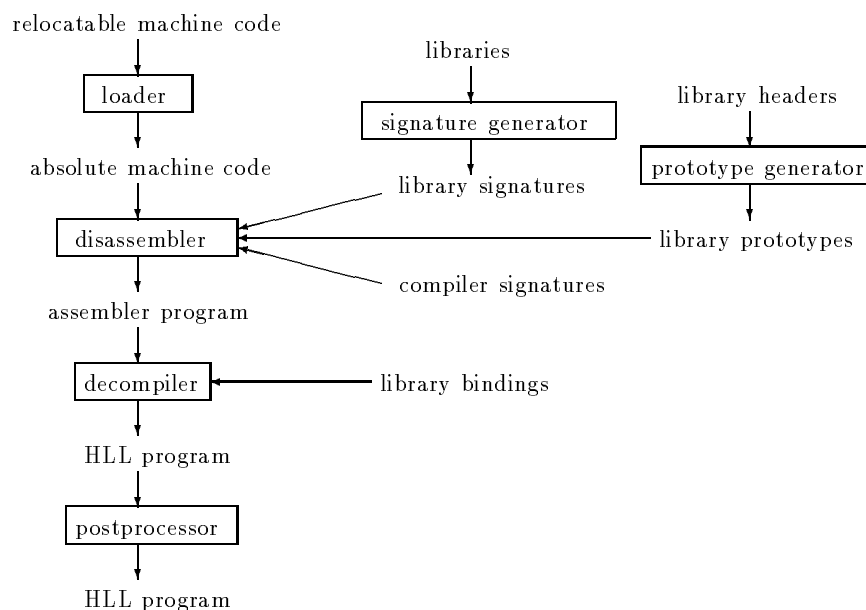 relocatable machine code
loader
absolute machine code
disassembler
assembler program
decompiler
HLL program
postprocessor
HLL program
libraries
signature generator
library signatures
library headers
prototype generator
library prototypes
compiler signatures
library bindings